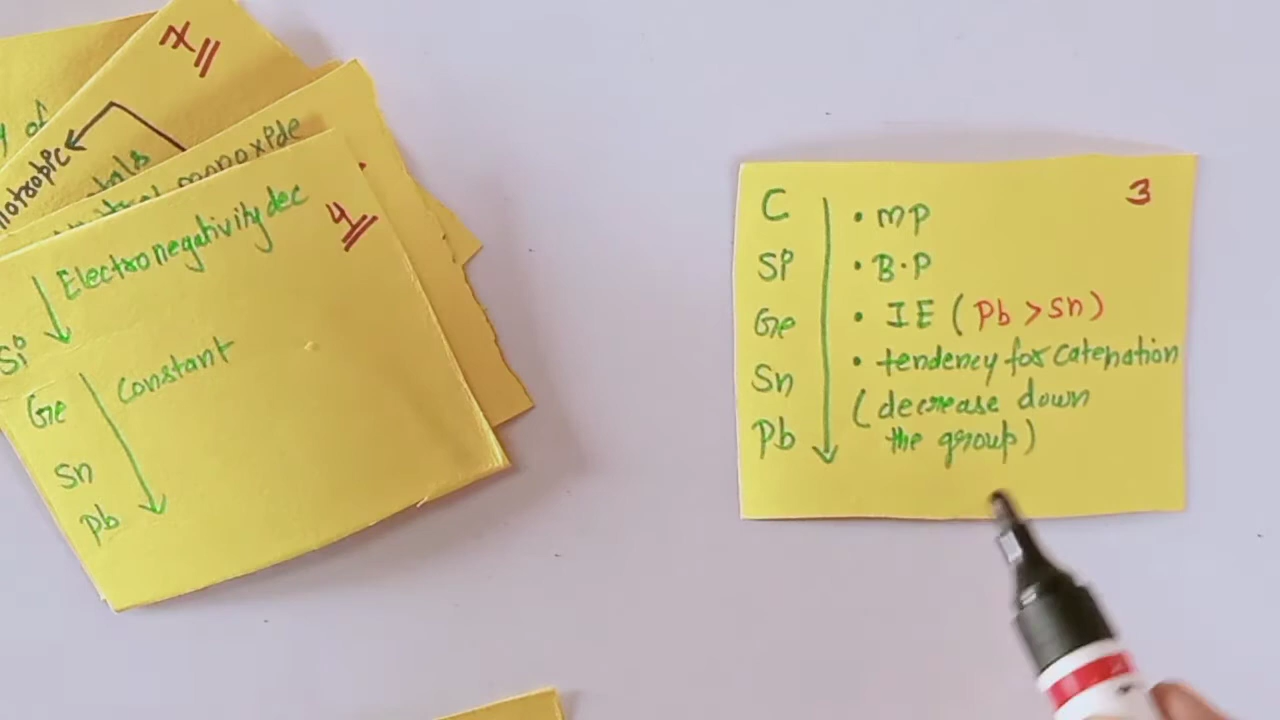 7
allotropic
monoxide
4
Electronegativity dec
Si
constant
Ge
Sn
Pb
3
C
Si
Ge
Sn
Pb
• MP
• B.P
• IE (Pb > Sn)
• tendency for catenation
(decrease down
the group)